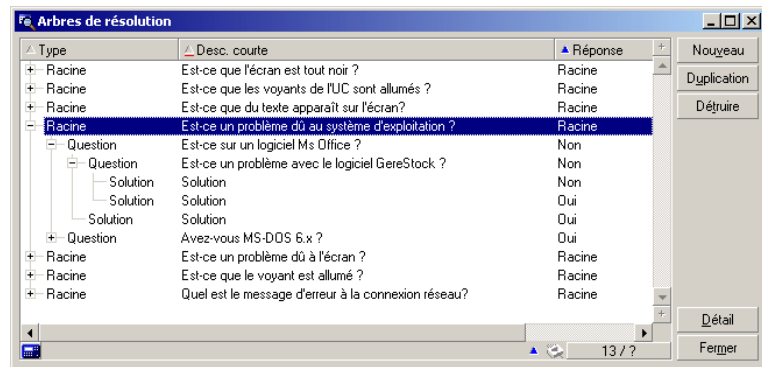 Arbres de résolution
Type Desc. courte Réponse
Racine Est-ce que l'écran est tout noir ? Racine
Racine Est-ce que les voyants de l'UC sont allumés ? Racine
Racine Est-ce que du texte apparaît sur l'écran? Racine
Racine Est-ce un problème dû au système d'exploitation ? Racine
Question Est-ce sur un logiciel Ms Office ? Non
Question Est-ce un problème avec le logiciel GereStock ? Non
Solution Solution Non
Solution Solution Oui
Solution Solution Oui
Question Avez-vous MS-DOS 6.x ? Oui
Racine Est-ce un problème dû à l'écran ? Racine
Racine Est-ce que le voyant est allumé ? Racine
Racine Quel est le message d'erreur à la connexion réseau? Racine
13 / ?
Nouveau
Duplication
Détruire
Détail
Fermer